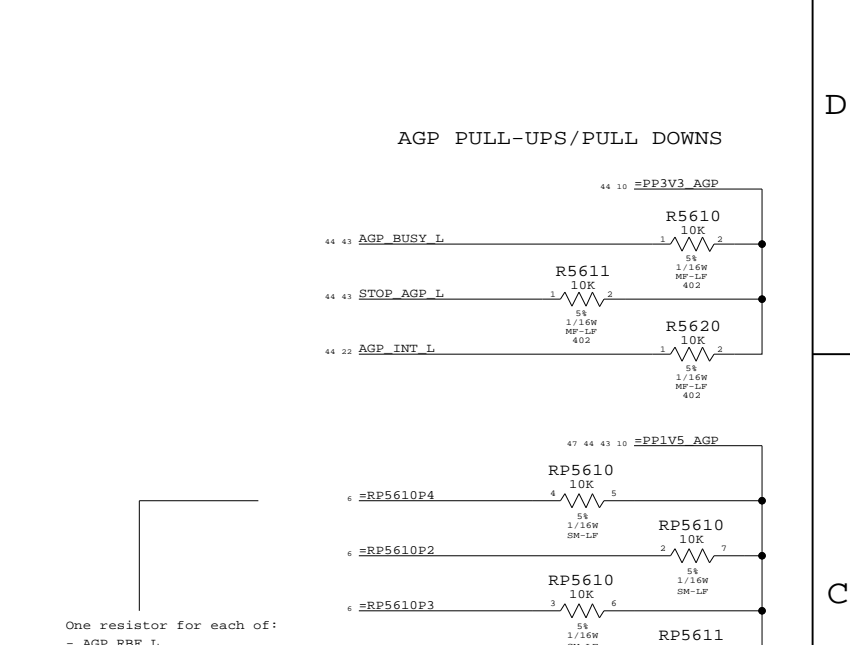 D
AGP PULL-UPS/PULL DOWNS
44 10 =PP3V3_AGP
R5610
10K
44 43 AGP_BUSY_L 1 2
5%
1/16W
MF-LF
402
R5611
10K
44 43 STOP_AGP_L 1 2
5%
1/16W
MF-LF
402
R5620
10K
44 22 AGP_INT_L 1 2
5%
1/16W
MF-LF
402
47 44 43 10 =PP1V5_AGP
RP5610
10K
6 =RP5610P4 4 5
5%
1/16W
SM-LF
RP5610
10K
6 =RP5610P2 2 7
5%
1/16W
SM-LF
C
RP5610
10K
6 =RP5610P3 3 6
5%
1/16W
RP5611
One resistor for each of:
- AGP_RBF_L